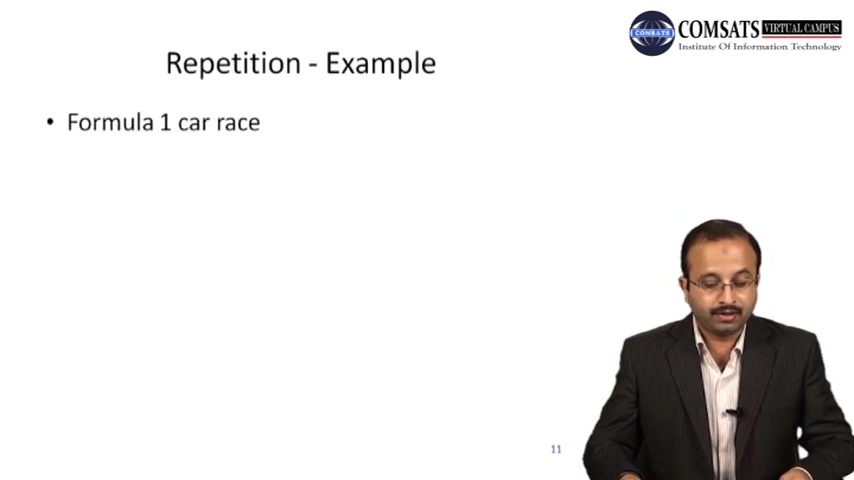 COMSATS
COMSATS VIRTUAL CAMPUS
Institute Of Information Technology
Repetition - Example
• Formula 1 car race
11